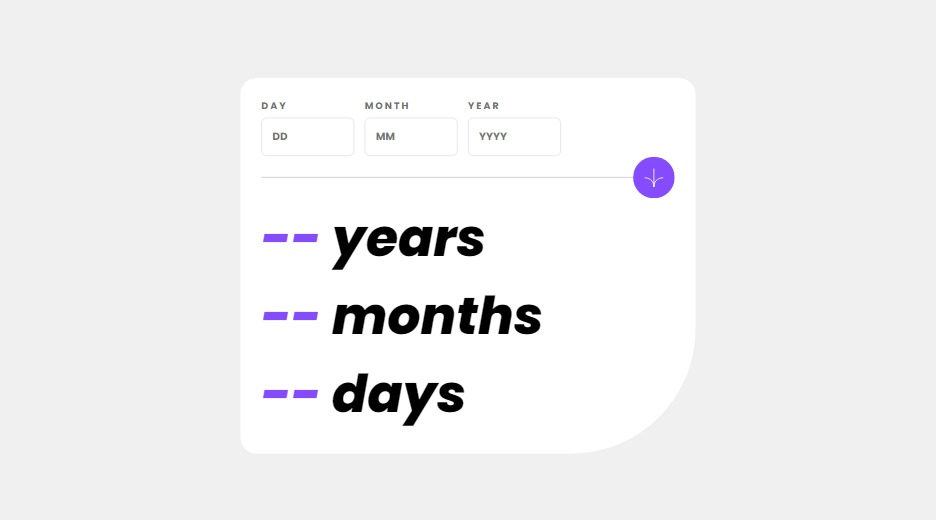 DAY MONTH YEAR
DD MM YYYY
-- years
-- months
-- days